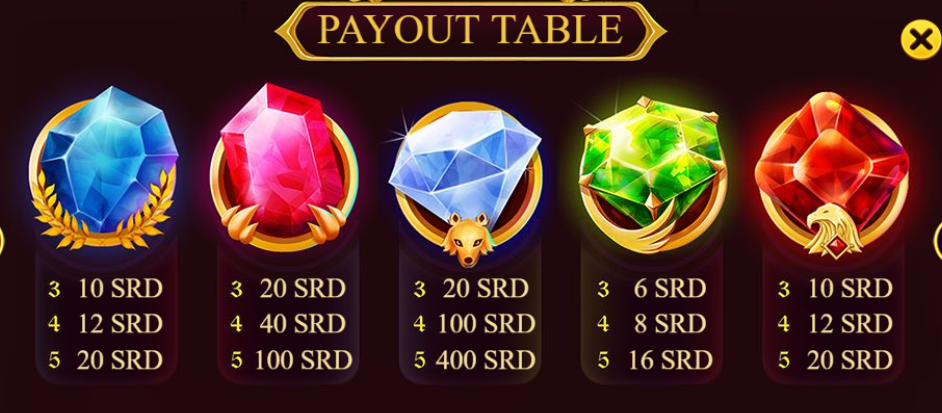 PAYOUT TABLE
3 10 SRD
4 12 SRD
5 20 SRD
3 20 SRD
4 40 SRD
5 100 SRD
3 20 SRD
4 100 SRD
5 400 SRD
3 6 SRD
4 8 SRD
5 16 SRD
3 10 SRD
4 12 SRD
5 20 SRD